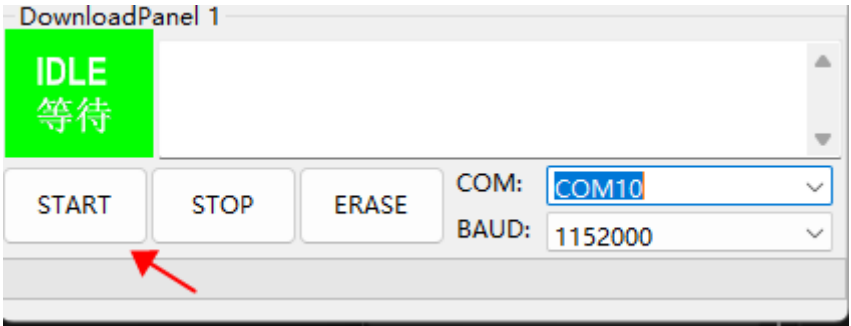 DownloadPanel 1
IDLE
等待
START
STOP
ERASE
COM:
COM10
BAUD:
1152000